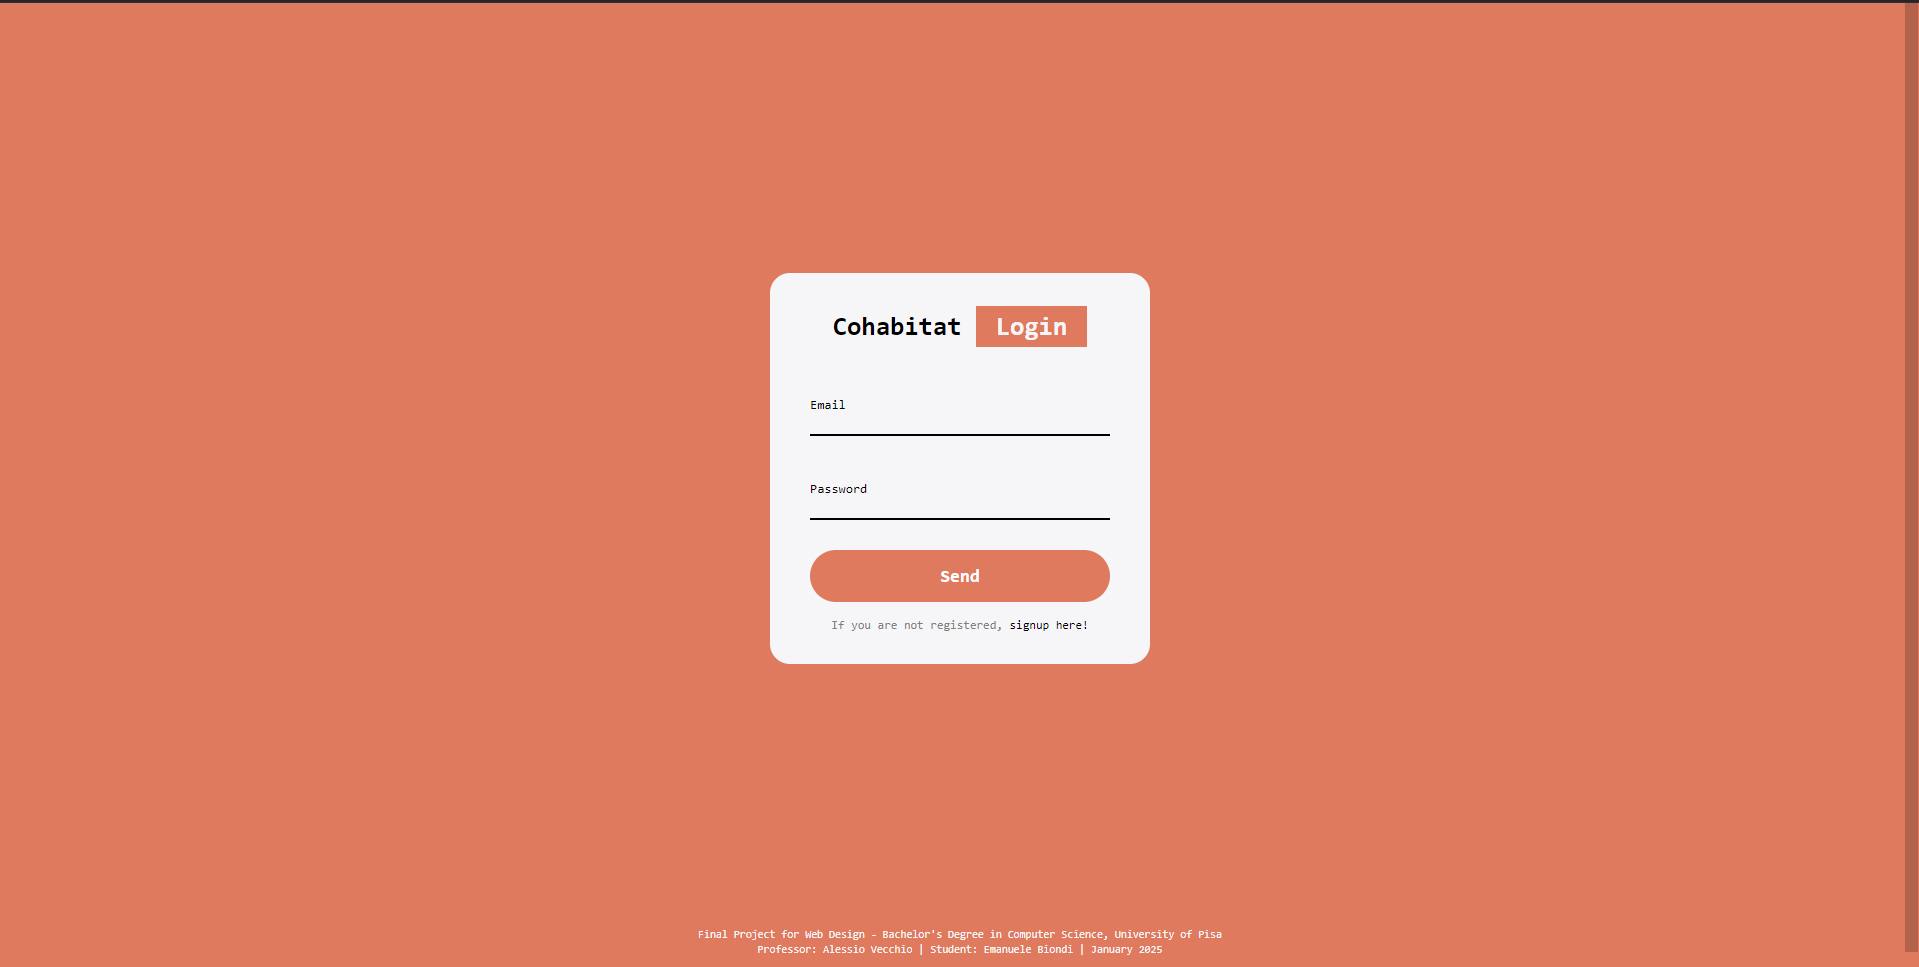 Cohabitat Login
Email
Password
Send
If you are not registered, signup here!
Final Project for Web Design - Bachelor's Degree in Computer Science, University of Pisa
Professor: Alessio Vecchio | Student: Emanuele Biondi | January 2025